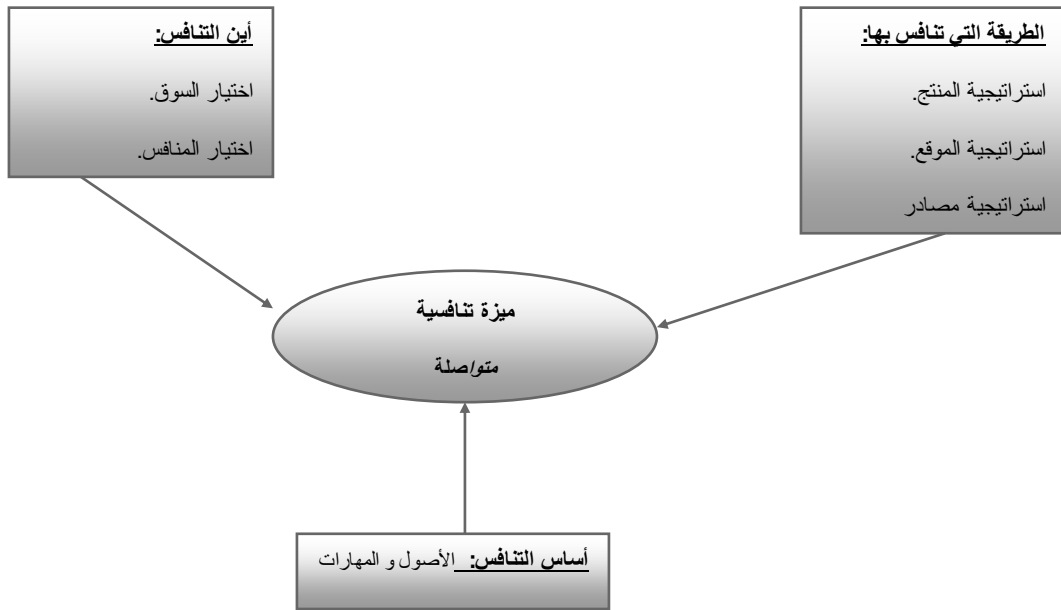 الطريقة التي تنافس بها:
استراتيجية المنتج.
استراتيجية الموقع.
استراتيجية مصادر
أين التنافس:
اختيار السوق.
اختيار المنافس.
ميزة تنافسية
متواصلة
أساس التنافس: الأصول و المهارات